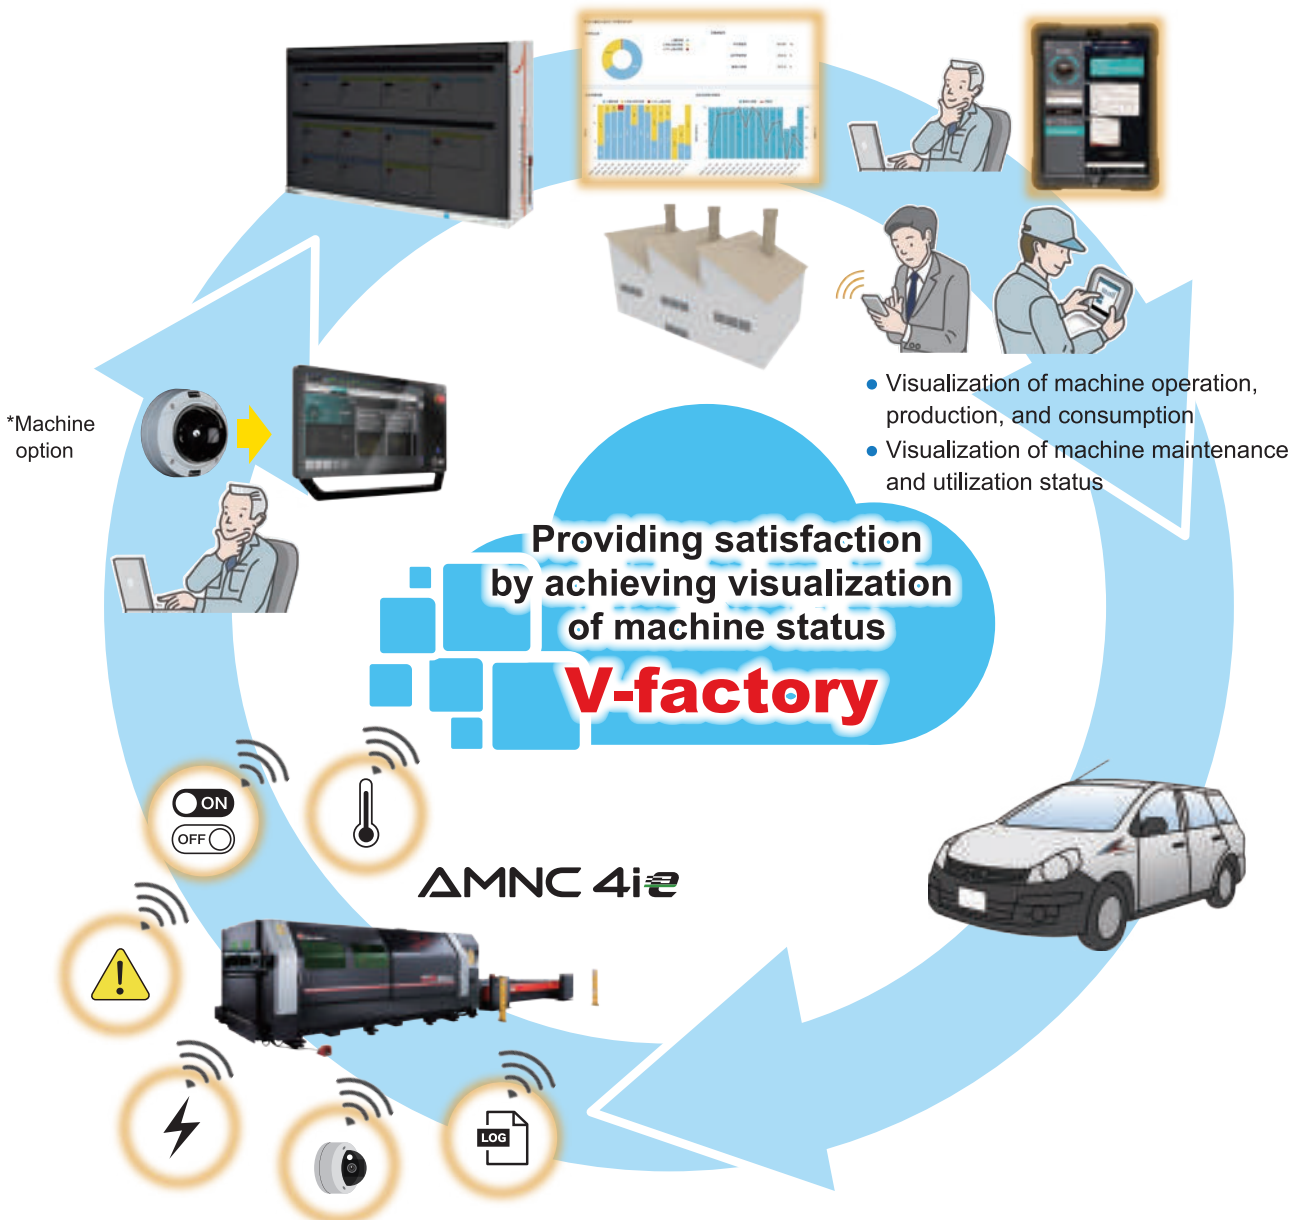 *Machine
option
● Visualization of machine operation,
production, and consumption
● Visualization of machine maintenance
and utilization status
Providing satisfaction
by achieving visualization
of machine status
V-factory
ON
OFF
AMNC 4ie
LOG